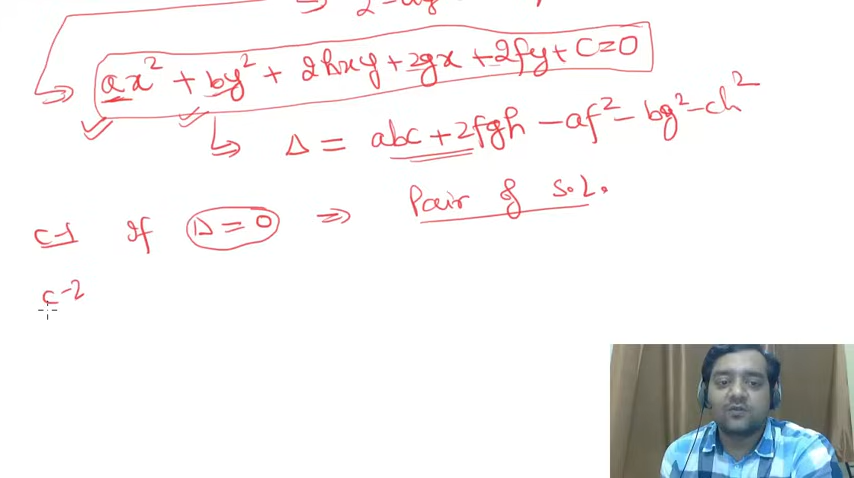 ax² + by² + 2hxy + 2gx + 2fy + c = 0
Δ = abc + 2fgh - af² - bg² - ch²
C-1 If Δ = 0 ⇒ Pair of S.L.
C-2